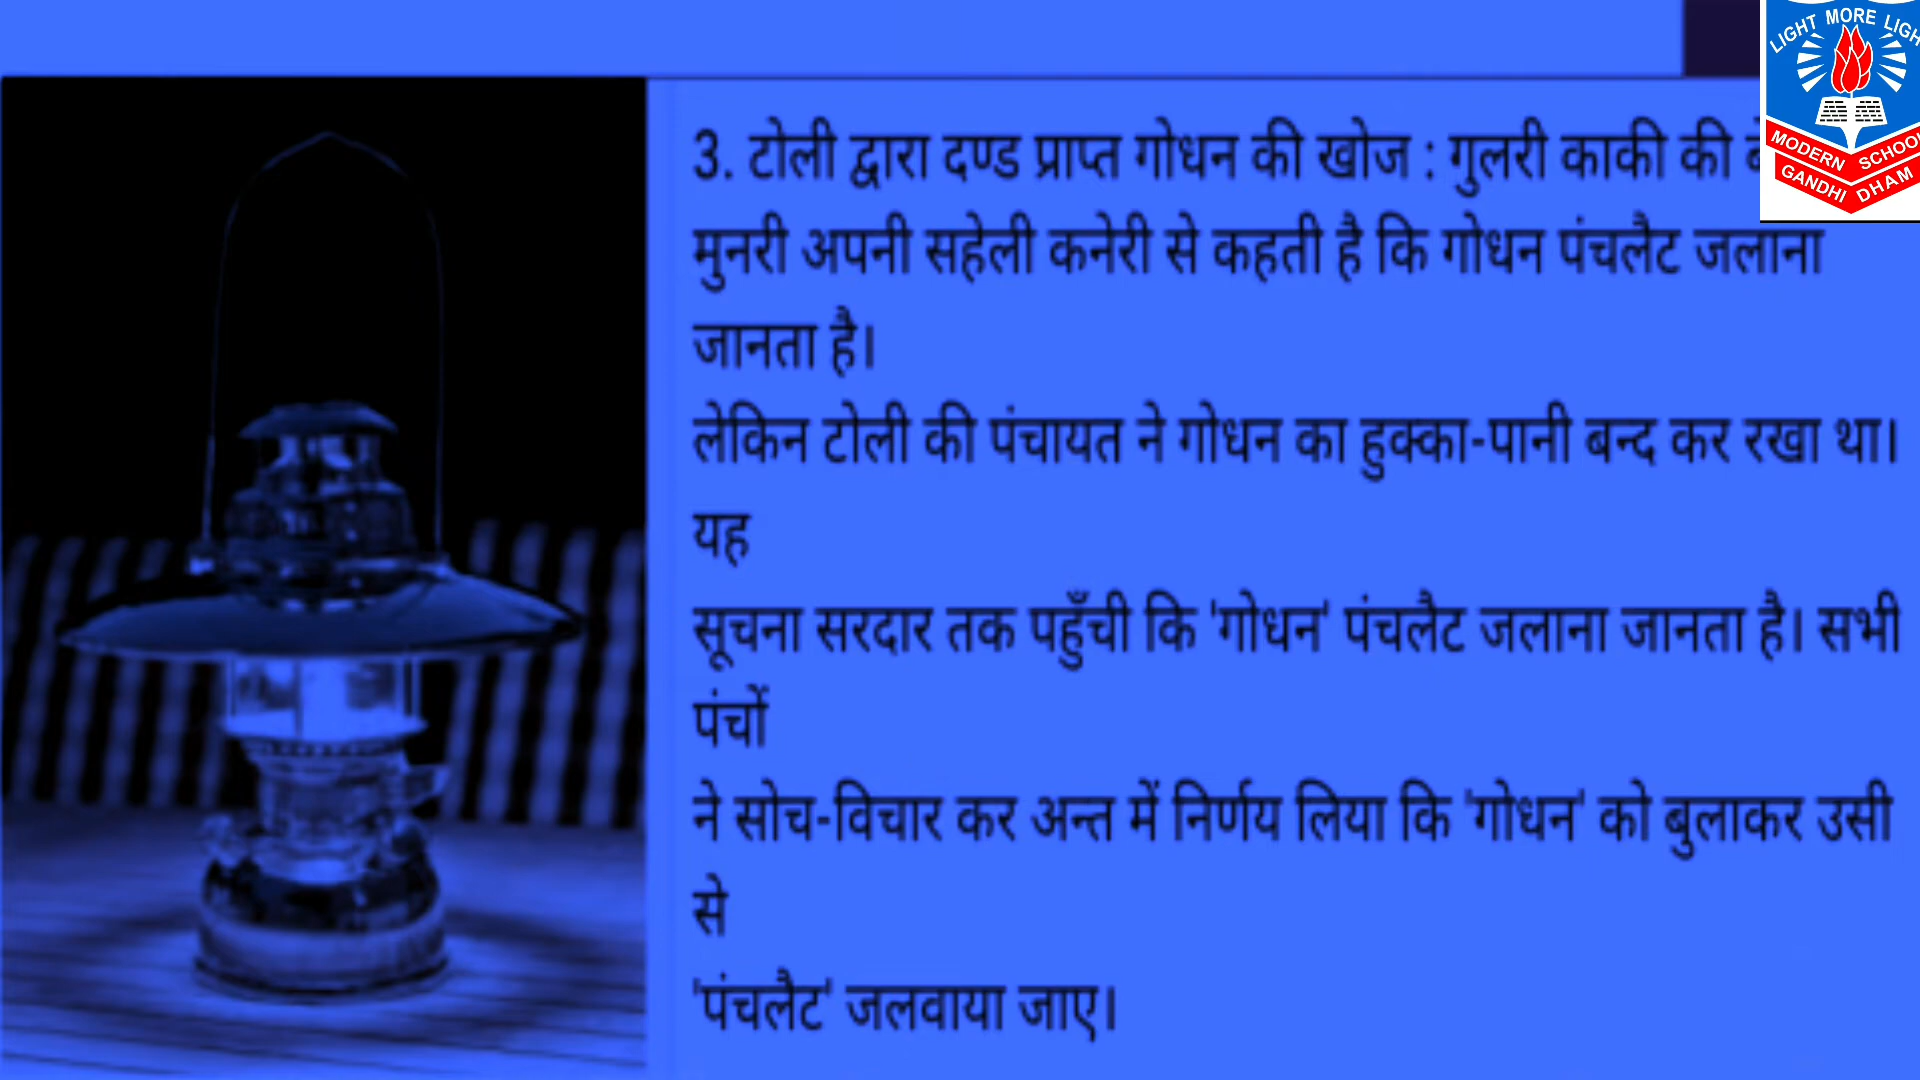 LIGHT MORE LIGH
MODERN SCHOO
GANDHI DHAM
3. टोली द्वारा दण्ड प्राप्त गोधन की खोज : गुलरी काकी की
मुनरी अपनी सहेली कनेरी से कहती है कि गोधन पंचलैट जलाना
जानता है।
लेकिन टोली की पंचायत ने गोधन का हुक्का-पानी बन्द कर रखा था।
यह
सूचना सरदार तक पहुँची कि 'गोधन' पंचलैट जलाना जानता है। सभी
पंचों
ने सोच-विचार कर अन्त में निर्णय लिया कि 'गोधन' को बुलाकर उसी
से
'पंचलैट' जलवाया जाए।